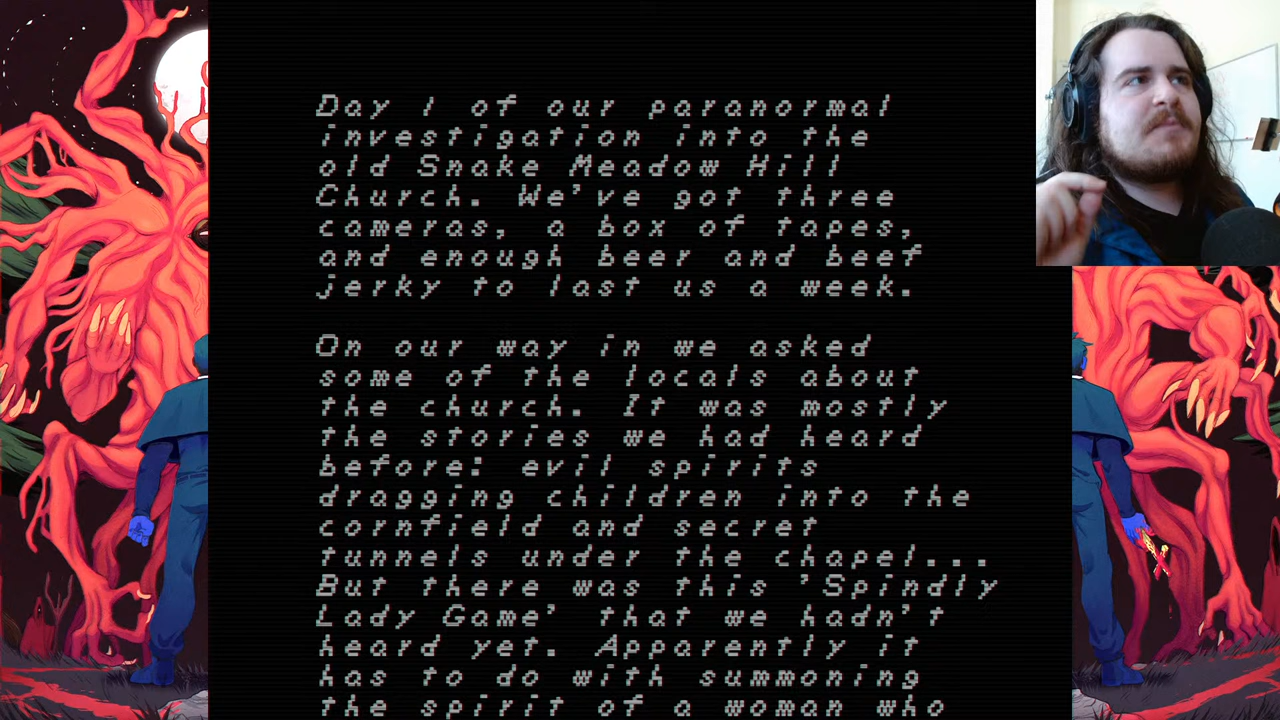 Day 1 of our paranormal
investigation into the
old Snake Meadow Hill
Church. We've got three
cameras, a box of tapes,
and enough beer and beef
jerky to last us a week.
On our way in we asked
some of the locals about
the church. It was mostly
the stories we had heard
before: evil spirits
dragging children into the
cornfield and secret
tunnels under the chapel...
But there was this 'Spindly
Lady Game' that we hadn't
heard yet. Apparently it
has to do with summoning
the spirit of a woman who